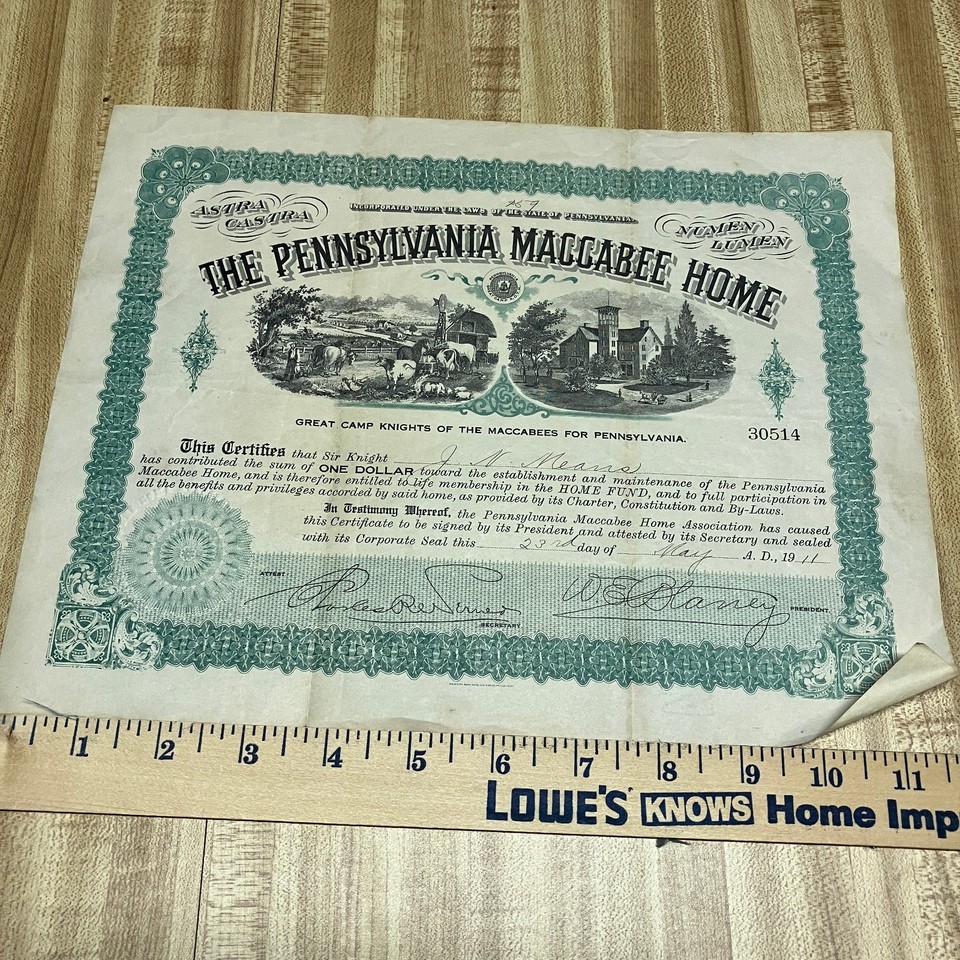 ASTRA
CASTRA
INCORPORATED UNDER THE LAWS OF THE STATE OF PENNSYLVANIA.
NUMEN
LUMEN
THE PENNSYLVANIA MACCABEE HOME
GREAT CAMP KNIGHTS OF THE MACCABEES FOR PENNSYLVANIA.
30514
This Certifies that Sir Knight J. N. Means
has contributed the sum of ONE DOLLAR toward the establishment and maintenance of the Pennsylvania
Maccabee Home, and is therefore entitled to life membership in the HOME FUND, and to full participation in
all the benefits and privileges accorded by said home, as provided by its Charter, Constitution and By-Laws.
In Testimony Whereof, the Pennsylvania Maccabee Home Association has caused
this Certificate to be signed by its President and attested by its Secretary and sealed
with its Corporate Seal this 23rd day of May A. D., 1911
ATTEST
W E Blaney
SECRETARY
PRESIDENT
1 2 3 4 5 6 7 8 9 10 11
LOWE'S KNOWS Home Imp